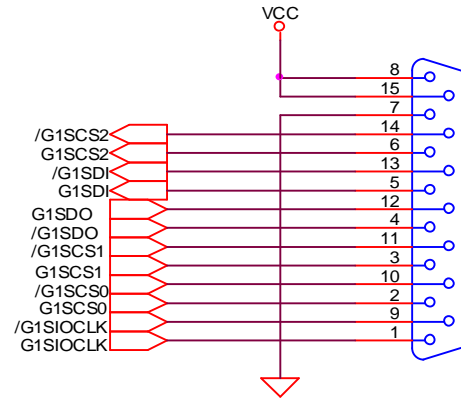 VCC
8
15
7
/G1SCS2 14
G1SCS2 6
/G1SDI 13
G1SDI 5
G1SDO 12
/G1SDO 4
/G1SCS1 11
G1SCS1 3
/G1SCS0 10
G1SCS0 2
/G1SIOCLK 9
G1SIOCLK 1